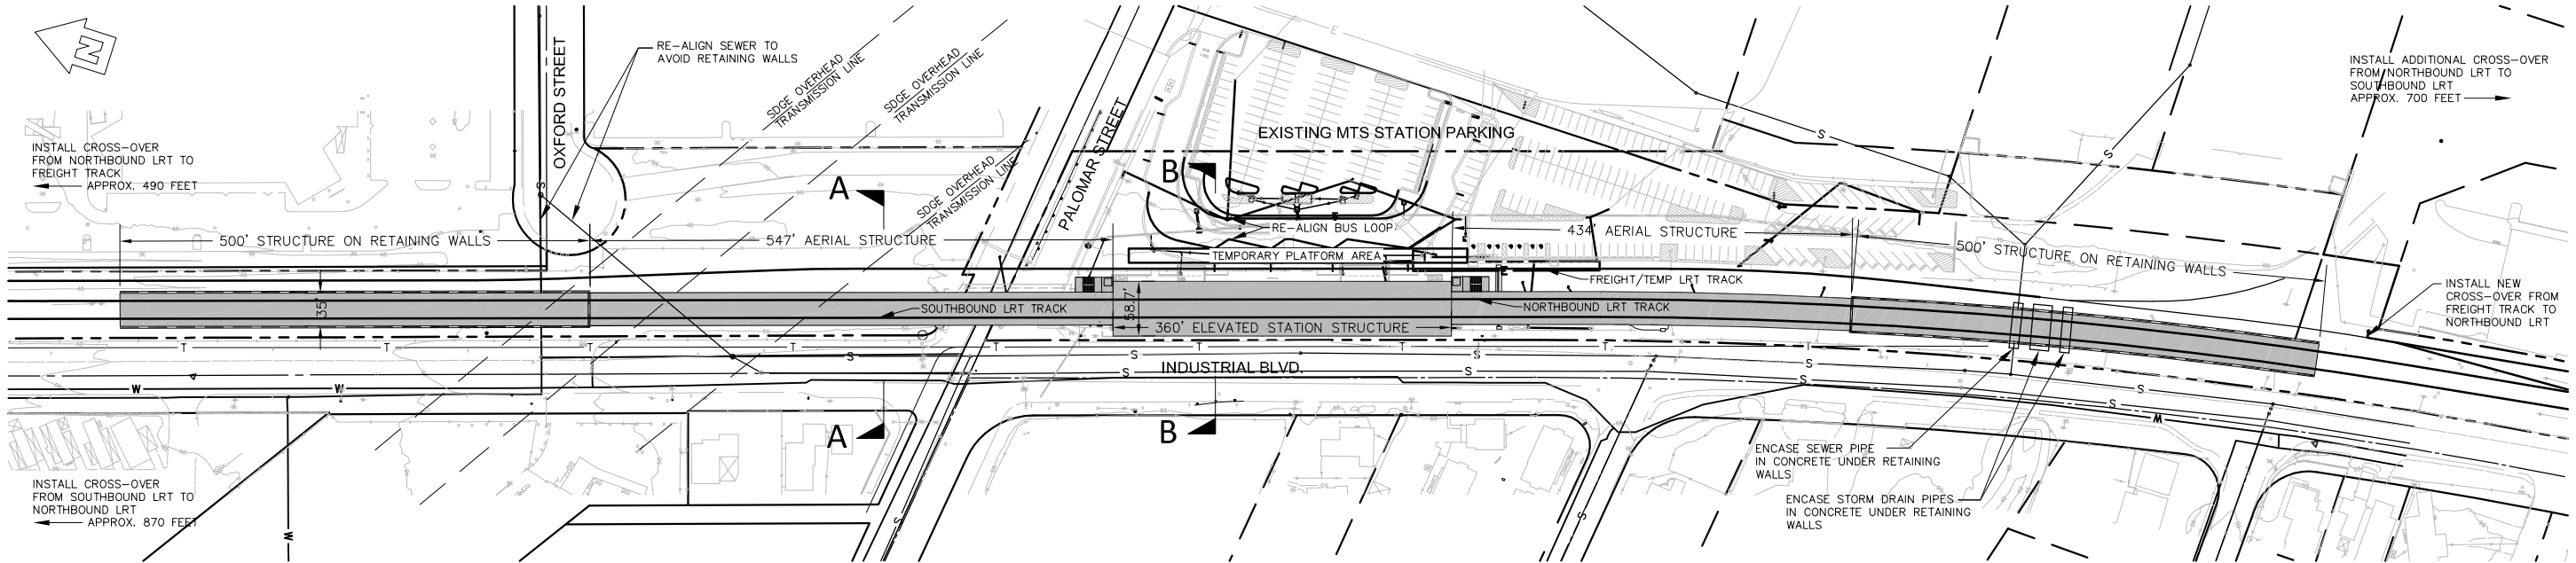 N
INSTALL CROSS-OVER
FROM NORTHBOUND LRT TO
FREIGHT TRACK
APPROX. 490 FEET
OXFORD STREET
RE-ALIGN SEWER TO
AVOID RETAINING WALLS
SDGE OVERHEAD
TRANSMISSION LINE
SDGE OVERHEAD
TRANSMISSION LINE
SDGE OVERHEAD
TRANSMISSION LINE
PALOMAR STREET
EXISTING MTS STATION PARKING
E
INSTALL ADDITIONAL CROSS-OVER
FROM NORTHBOUND LRT TO
SOUTHBOUND LRT
APPROX. 700 FEET
A
B
S
S
S
500' STRUCTURE ON RETAINING WALLS
547' AERIAL STRUCTURE
RE-ALIGN BUS LOOP
434' AERIAL STRUCTURE
500' STRUCTURE ON RETAINING WALLS
TEMPORARY PLATFORM AREA
FREIGHT/TEMP LRT TRACK
35'
SOUTHBOUND LRT TRACK
58.7'
NORTHBOUND LRT TRACK
360' ELEVATED STATION STRUCTURE
INSTALL NEW
CROSS-OVER FROM
FREIGHT TRACK TO
NORTHBOUND LRT
T
T
T
T
T
T
T
T
T
S
S
S
S
INDUSTRIAL BLVD.
S
S
S
S
S
W
W
W
W
A
B
S
S
ENCASE SEWER PIPE
IN CONCRETE UNDER RETAINING
WALLS
ENCASE STORM DRAIN PIPES
IN CONCRETE UNDER RETAINING
WALLS
INSTALL CROSS-OVER
FROM SOUTHBOUND LRT TO
NORTHBOUND LRT
APPROX. 870 FEET